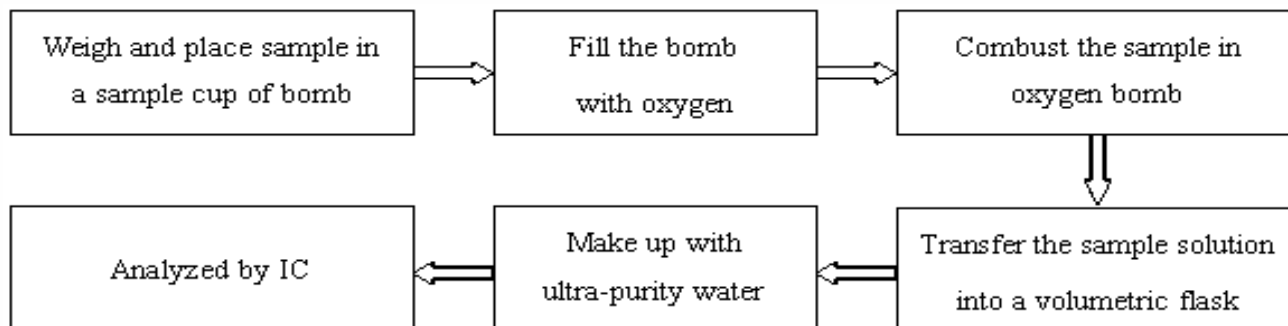 Weigh and place sample in
a sample cup of bomb
Fill the bomb
with oxygen
Combust the sample in
oxygen bomb
Transfer the sample solution
into a volumetric flask
Make up with
ultra-purity water
Analyzed by IC